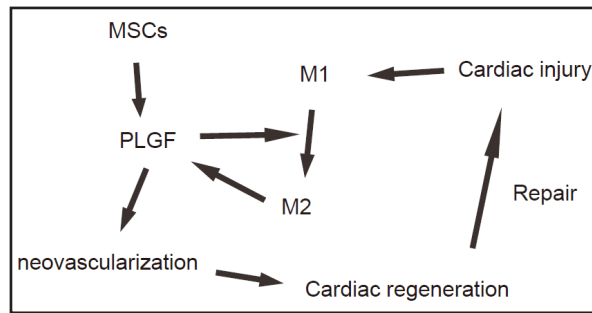 MSCs
M1
Cardiac injury
PLGF
M2
Repair
neovascularization
Cardiac regeneration